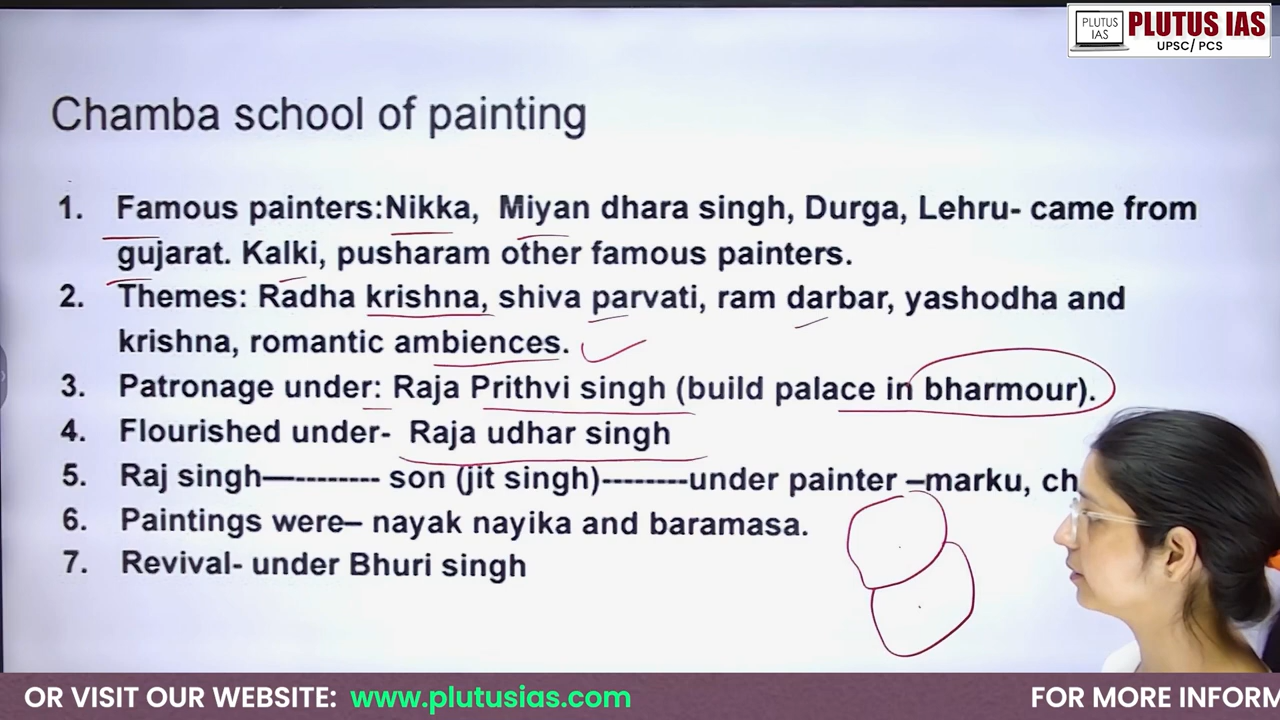 PLUTUS IAS
PLUTUS IAS
UPSC/ PCS
Chamba school of painting
1. Famous painters:Nikka, Miyan dhara singh, Durga, Lehru- came from
gujarat. Kalki, pusharam other famous painters.
2. Themes: Radha krishna, shiva parvati, ram darbar, yashodha and
krishna, romantic ambiences.
3. Patronage under: Raja Prithvi singh (build palace in bharmour).
4. Flourished under- Raja udhar singh
5. Raj singh—--------- son (jit singh)--------under painter –marku,
6. Paintings were– nayak nayika and baramasa.
7. Revival- under Bhuri singh
OR VISIT OUR WEBSITE: www.plutusias.com
FOR MORE